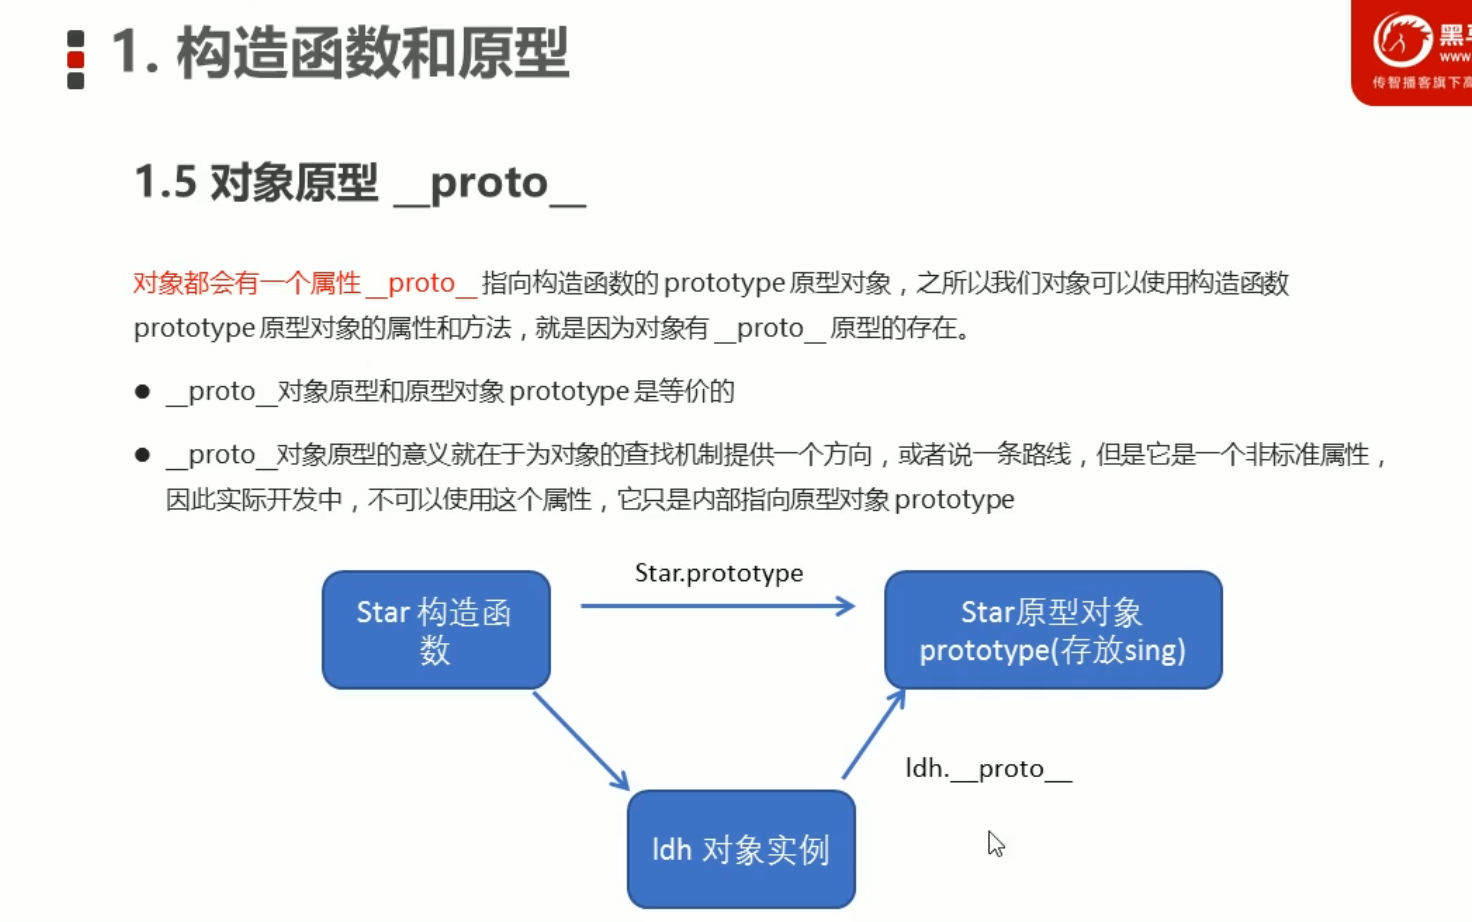 1. 构造函数和原型
黑
www.
传智播客旗下高
1.5 对象原型 __proto__
对象都会有一个属性 __proto__ 指向构造函数的 prototype 原型对象，之所以我们对象可以使用构造函数
prototype 原型对象的属性和方法，就是因为对象有 __proto__ 原型的存在。
● __proto__对象原型和原型对象 prototype 是等价的
● __proto__对象原型的意义就在于为对象的查找机制提供一个方向，或者说一条路线，但是它是一个非标准属性，
因此实际开发中，不可以使用这个属性，它只是内部指向原型对象 prototype
Star.prototype
Star 构造函
数
Star原型对象
prototype(存放sing)
ldh.__proto__
ldh 对象实例